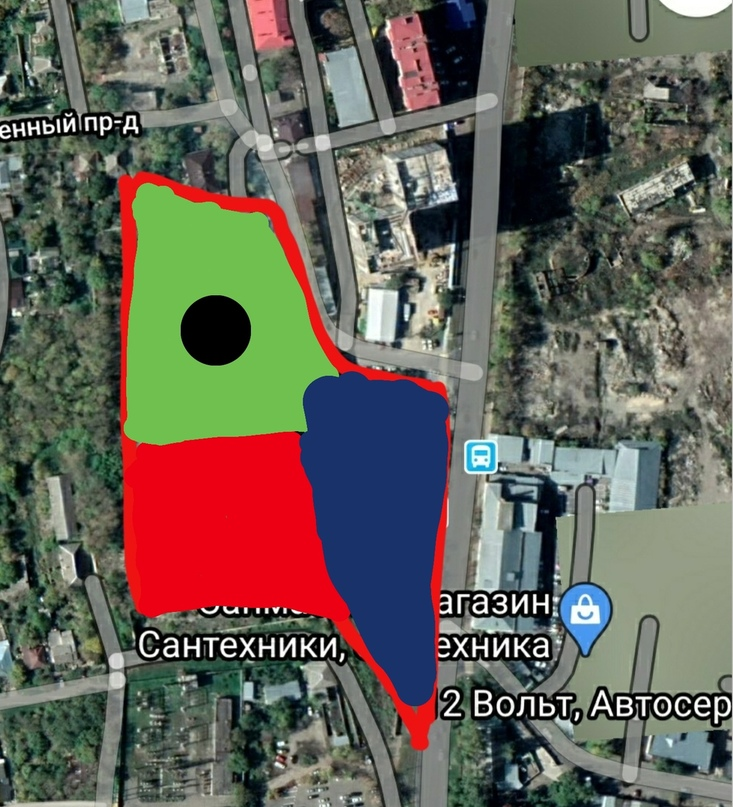 енный пр-д
агазин
Сантехники,
ехника
2 Вольт, Автосер